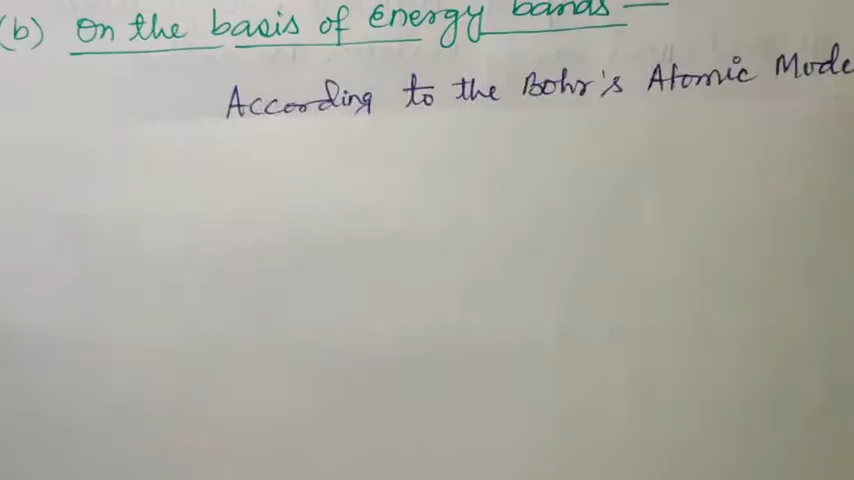 (b) On the basis of Energy bands —
According to the Bohr's Atomic Mode